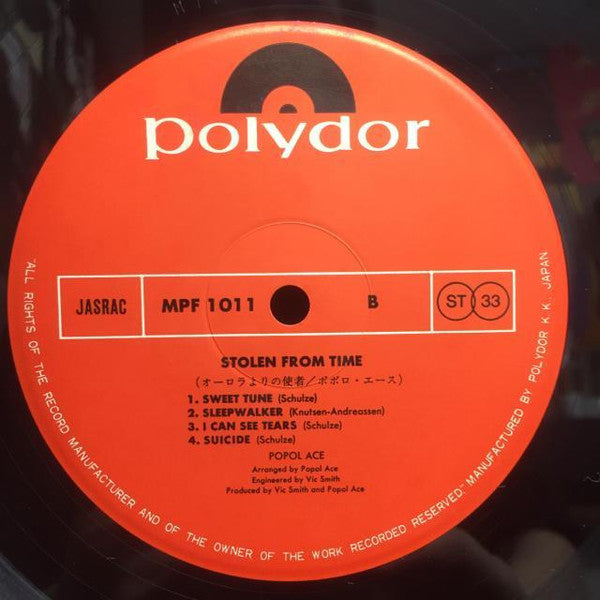 polydor
JASRAC
MPF 1011
B
ST 33
STOLEN FROM TIME
(オーロラよりの使者/ポポロ・エース)
1. SWEET TUNE (Schulze)
2. SLEEPWALKER (Knutsen-Andreassen)
3. I CAN SEE TEARS (Schulze)
4. SUICIDE (Schulze)
POPOL ACE
Arranged by Popol Ace
Engineered by Vic Smith
Produced by Vic Smith and Popol Ace
"ALL RIGHTS OF THE RECORD MANUFACTURER AND OF THE OWNER OF THE WORK RECORDED RESERVED." MANUFACTURED BY POLYDOR K.K. JAPAN